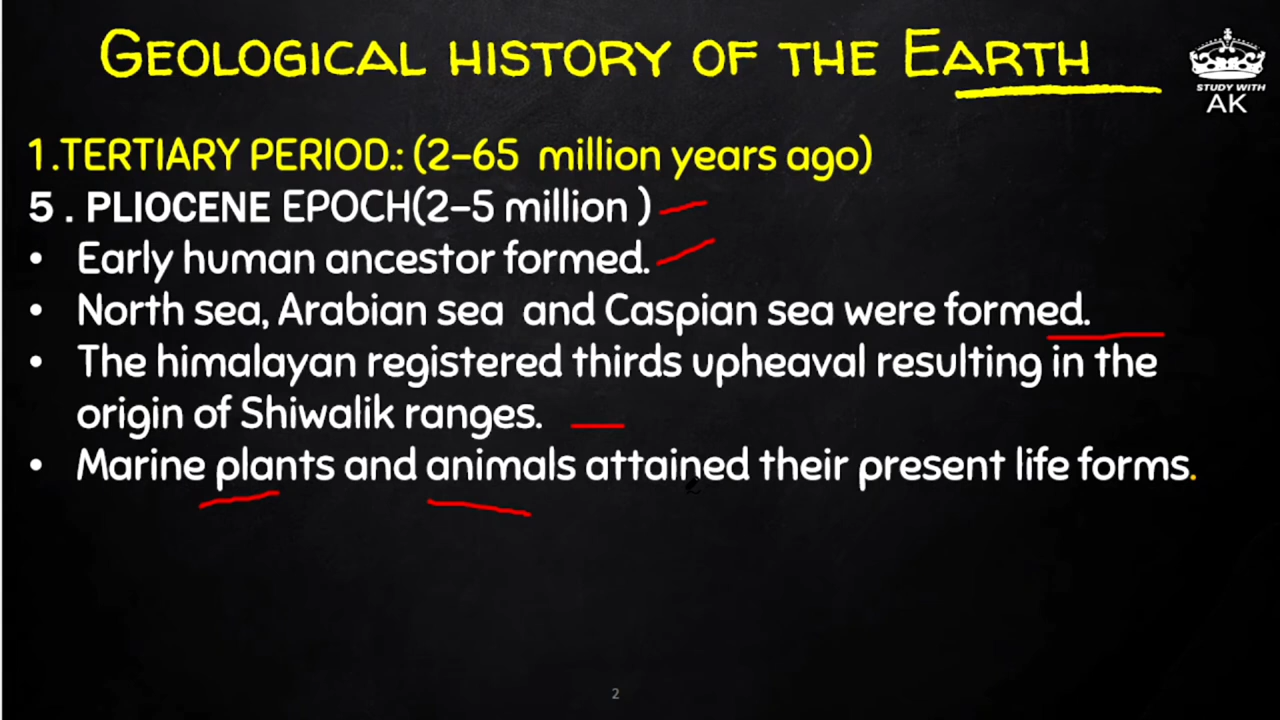 GEOLOGICAL HISTORY OF THE EARTH
STUDY WITH
AK
1.TERTIARY PERIOD.: (2-65 million years ago)
5 . PLIOCENE EPOCH(2-5 million )
• Early human ancestor formed.
• North sea, Arabian sea and Caspian sea were formed.
• The himalayan registered thirds upheaval resulting in the
origin of Shiwalik ranges.
• Marine plants and animals attained their present life forms.
2